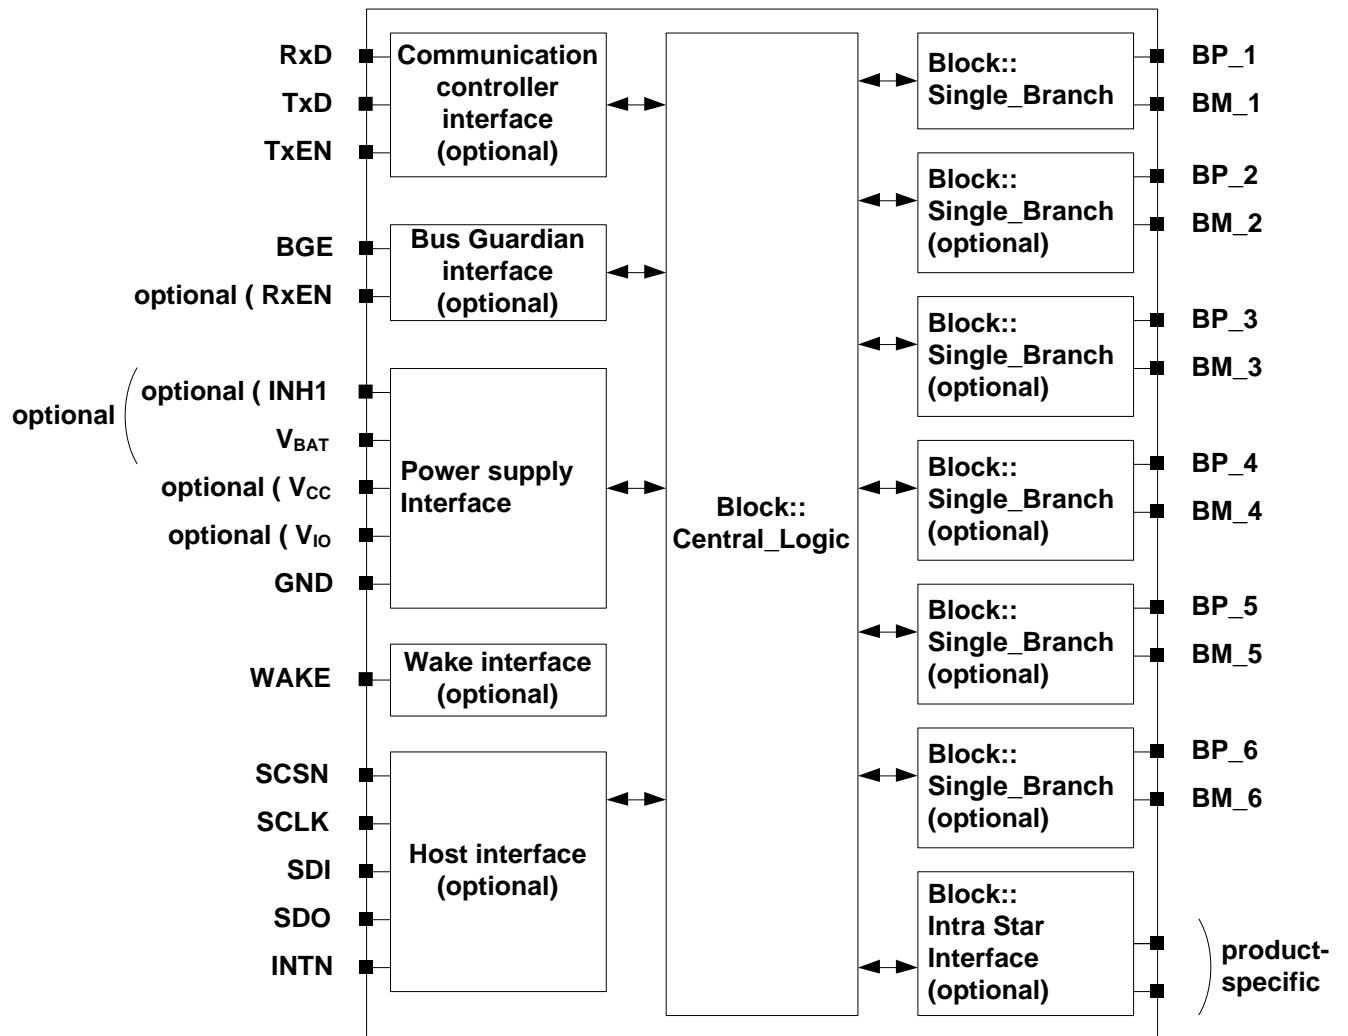 RxD
TxD
TxEN
BGE
optional ( RxEN
optional
optional ( INH1
VBAT
optional ( VCC
optional ( VIO
GND
WAKE
SCSN
SCLK
SDI
SDO
INTN
Communication
controller
interface
(optional)
Bus Guardian
interface
(optional)
Power supply
Interface
Wake interface
(optional)
Host interface
(optional)
Block::
Central_Logic
Block::
Single_Branch
Block::
Single_Branch
(optional)
Block::
Single_Branch
(optional)
Block::
Single_Branch
(optional)
Block::
Single_Branch
(optional)
Block::
Single_Branch
(optional)
Block::
Intra Star
Interface
(optional)
BP_1
BM_1
BP_2
BM_2
BP_3
BM_3
BP_4
BM_4
BP_5
BM_5
BP_6
BM_6
product-
specific